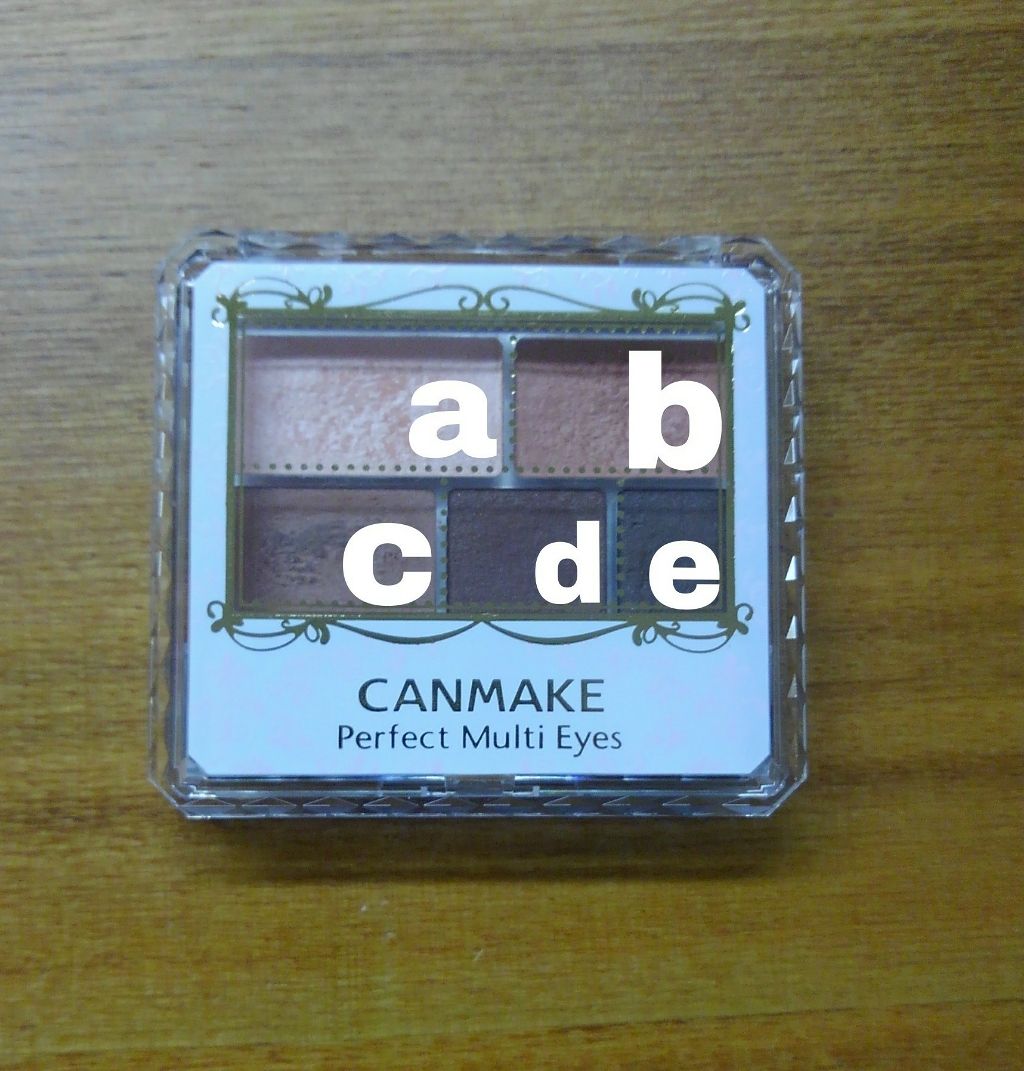 a b
c d e
CANMAKE
Perfect Multi Eyes